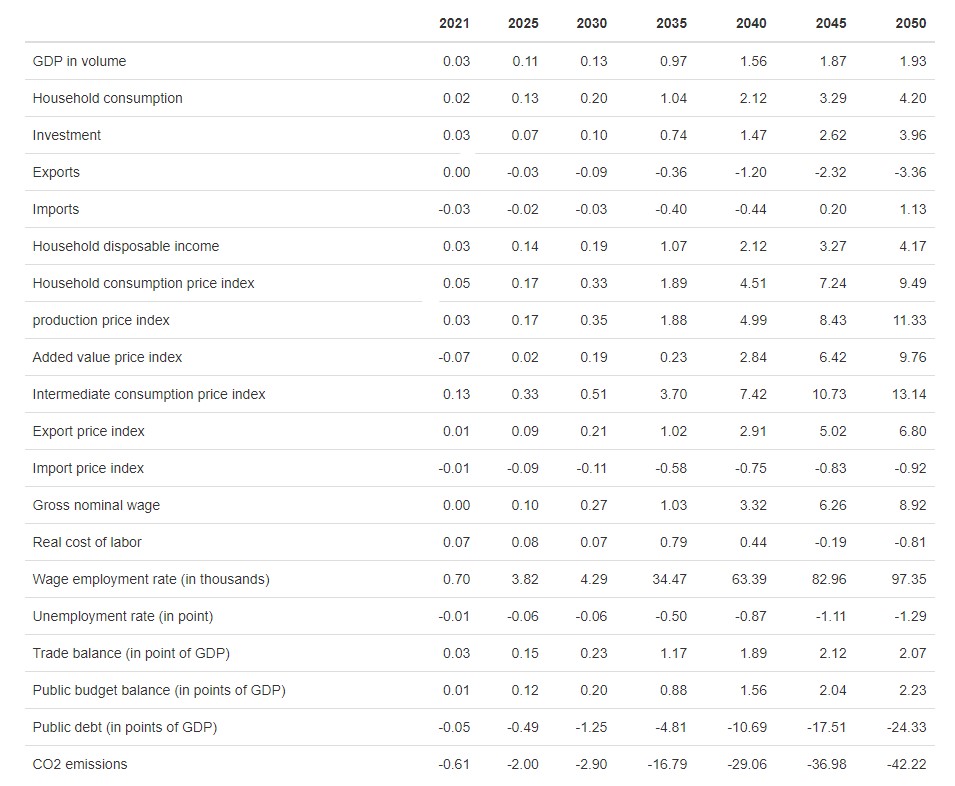 2021 2025 2030 2035 2040 2045 2050
GDP in volume 0.03 0.11 0.13 0.97 1.56 1.87 1.93
Household consumption 0.02 0.13 0.20 1.04 2.12 3.29 4.20
Investment 0.03 0.07 0.10 0.74 1.47 2.62 3.96
Exports 0.00 -0.03 -0.09 -0.36 -1.20 -2.32 -3.36
Imports -0.03 -0.02 -0.03 -0.40 -0.44 0.20 1.13
Household disposable income 0.03 0.14 0.19 1.07 2.12 3.27 4.17
Household consumption price index 0.05 0.17 0.33 1.89 4.51 7.24 9.49
production price index 0.03 0.17 0.35 1.88 4.99 8.43 11.33
Added value price index -0.07 0.02 0.19 0.23 2.84 6.42 9.76
Intermediate consumption price index 0.13 0.33 0.51 3.70 7.42 10.73 13.14
Export price index 0.01 0.09 0.21 1.02 2.91 5.02 6.80
Import price index -0.01 -0.09 -0.11 -0.58 -0.75 -0.83 -0.92
Gross nominal wage 0.00 0.10 0.27 1.03 3.32 6.26 8.92
Real cost of labor 0.07 0.08 0.07 0.79 0.44 -0.19 -0.81
Wage employment rate (in thousands) 0.70 3.82 4.29 34.47 63.39 82.96 97.35
Unemployment rate (in point) -0.01 -0.06 -0.06 -0.50 -0.87 -1.11 -1.29
Trade balance (in point of GDP) 0.03 0.15 0.23 1.17 1.89 2.12 2.07
Public budget balance (in points of GDP) 0.01 0.12 0.20 0.88 1.56 2.04 2.23
Public debt (in points of GDP) -0.05 -0.49 -1.25 -4.81 -10.69 -17.51 -24.33
CO2 emissions -0.61 -2.00 -2.90 -16.79 -29.06 -36.98 -42.22